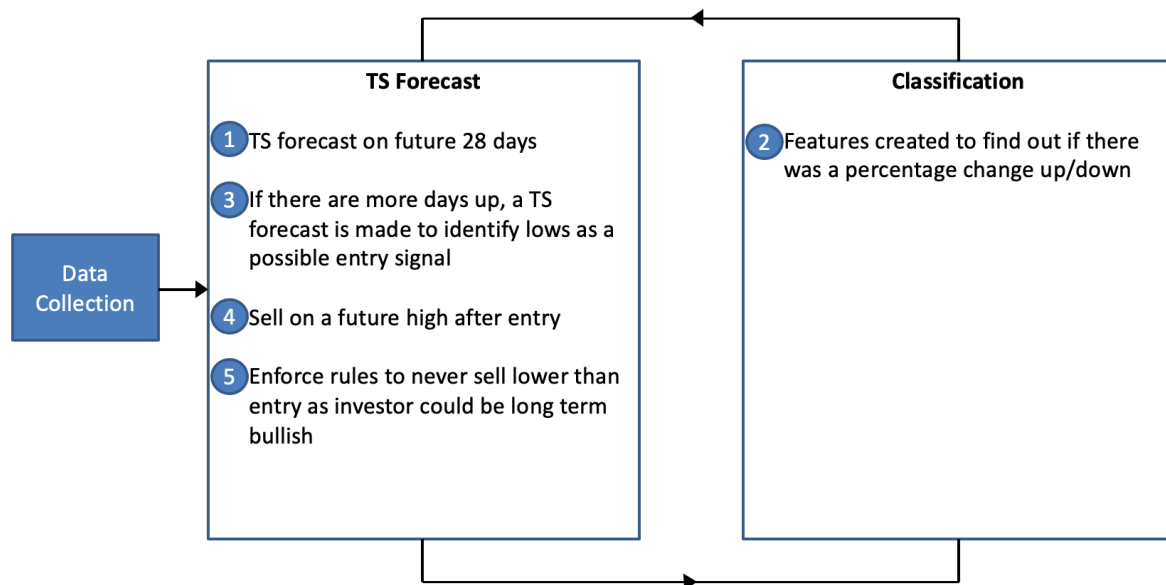 Data
Collection
TS Forecast
1 TS forecast on future 28 days
3 If there are more days up, a TS
forecast is made to identify lows as a
possible entry signal
4 Sell on a future high after entry
5 Enforce rules to never sell lower than
entry as investor could be long term
bullish
Classification
2 Features created to find out if there
was a percentage change up/down